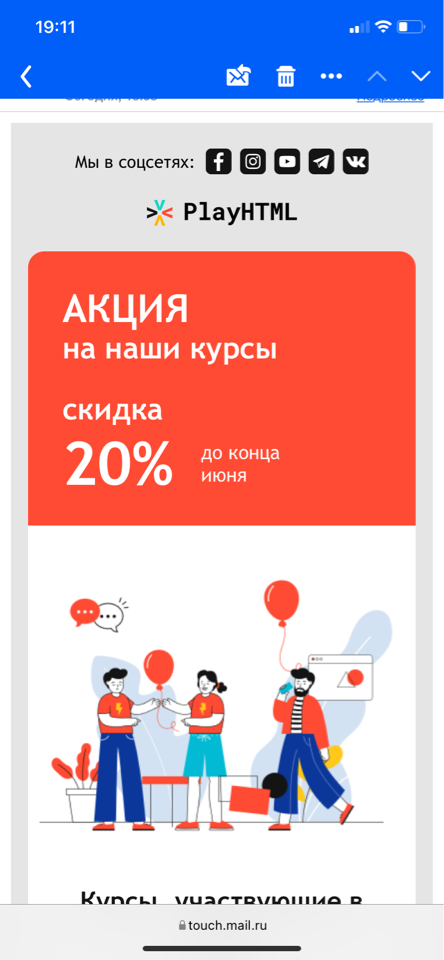 19:11
Мы в соцсетях:
PlayHTML
АКЦИЯ
на наши курсы
скидка
20%
до конца
июня
Курсы, участвующие в
touch.mail.ru